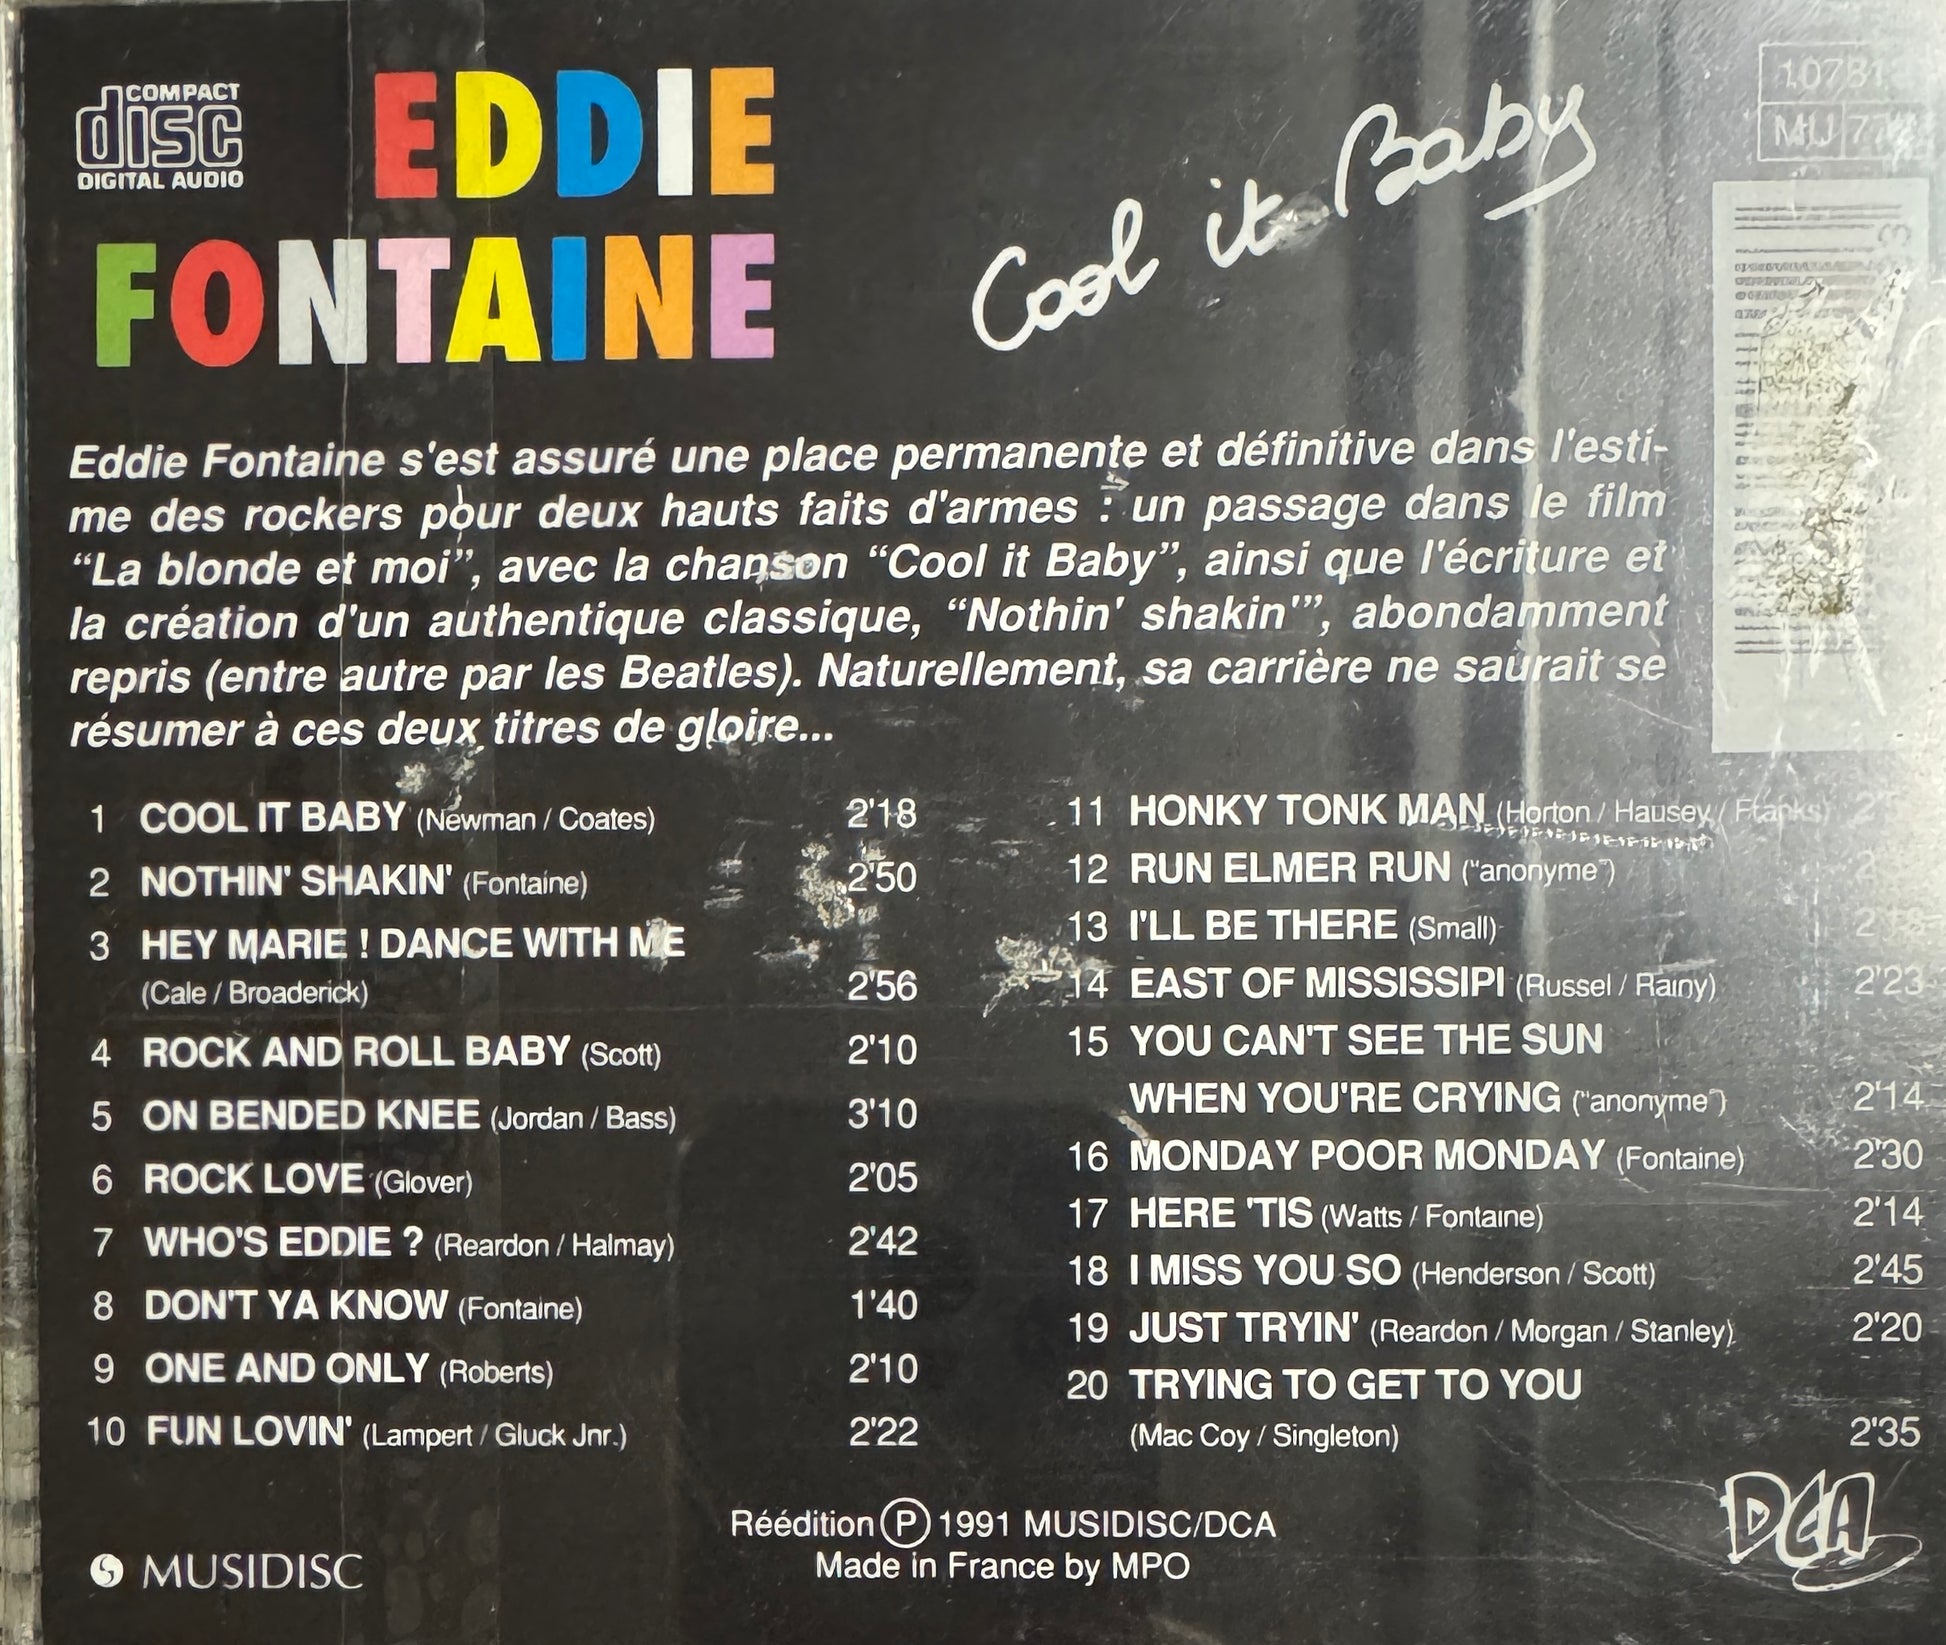 COMPACT
disc
DIGITAL AUDIO
EDDIE
FONTAINE
Cool it Baby
Eddie Fontaine s'est assuré une place permanente et définitive dans l'esti-
me des rockers pour deux hauts faits d'armes : un passage dans le film
“La blonde et moi”, avec la chanson “Cool it Baby”, ainsi que l'écriture et
la création d'un authentique classique, “Nothin' shakin'”, abondamment
repris (entre autre par les Beatles). Naturellement, sa carrière ne saurait se
résumer à ces deux titres de gloire...
1 COOL IT BABY (Newman / Coates) 2'18
2 NOTHIN' SHAKIN' (Fontaine) 2'50
3 HEY MARIE ! DANCE WITH ME
(Cale / Broaderick) 2'56
4 ROCK AND ROLL BABY (Scott) 2'10
5 ON BENDED KNEE (Jordan / Bass) 3'10
6 ROCK LOVE (Glover) 2'05
7 WHO'S EDDIE ? (Reardon / Halmay) 2'42
8 DON'T YA KNOW (Fontaine) 1'40
9 ONE AND ONLY (Roberts) 2'10
10 FUN LOVIN' (Lampert / Gluck Jnr.) 2'22
11 HONKY TONK MAN (Horton / Hausey / Franks)
12 RUN ELMER RUN (“anonyme”)
13 I'LL BE THERE (Small)
14 EAST OF MISSISSIPI (Russel / Rainy) 2'23
15 YOU CAN'T SEE THE SUN
WHEN YOU'RE CRYING (“anonyme”) 2'14
16 MONDAY POOR MONDAY (Fontaine) 2'30
17 HERE 'TIS (Watts / Fontaine) 2'14
18 I MISS YOU SO (Henderson / Scott) 2'45
19 JUST TRYIN' (Reardon / Morgan / Stanley) 2'20
20 TRYING TO GET TO YOU
(Mac Coy / Singleton) 2'35
Réédition Ⓟ 1991 MUSIDISC/DCA
Made in France by MPO
MUSIDISC
DCA